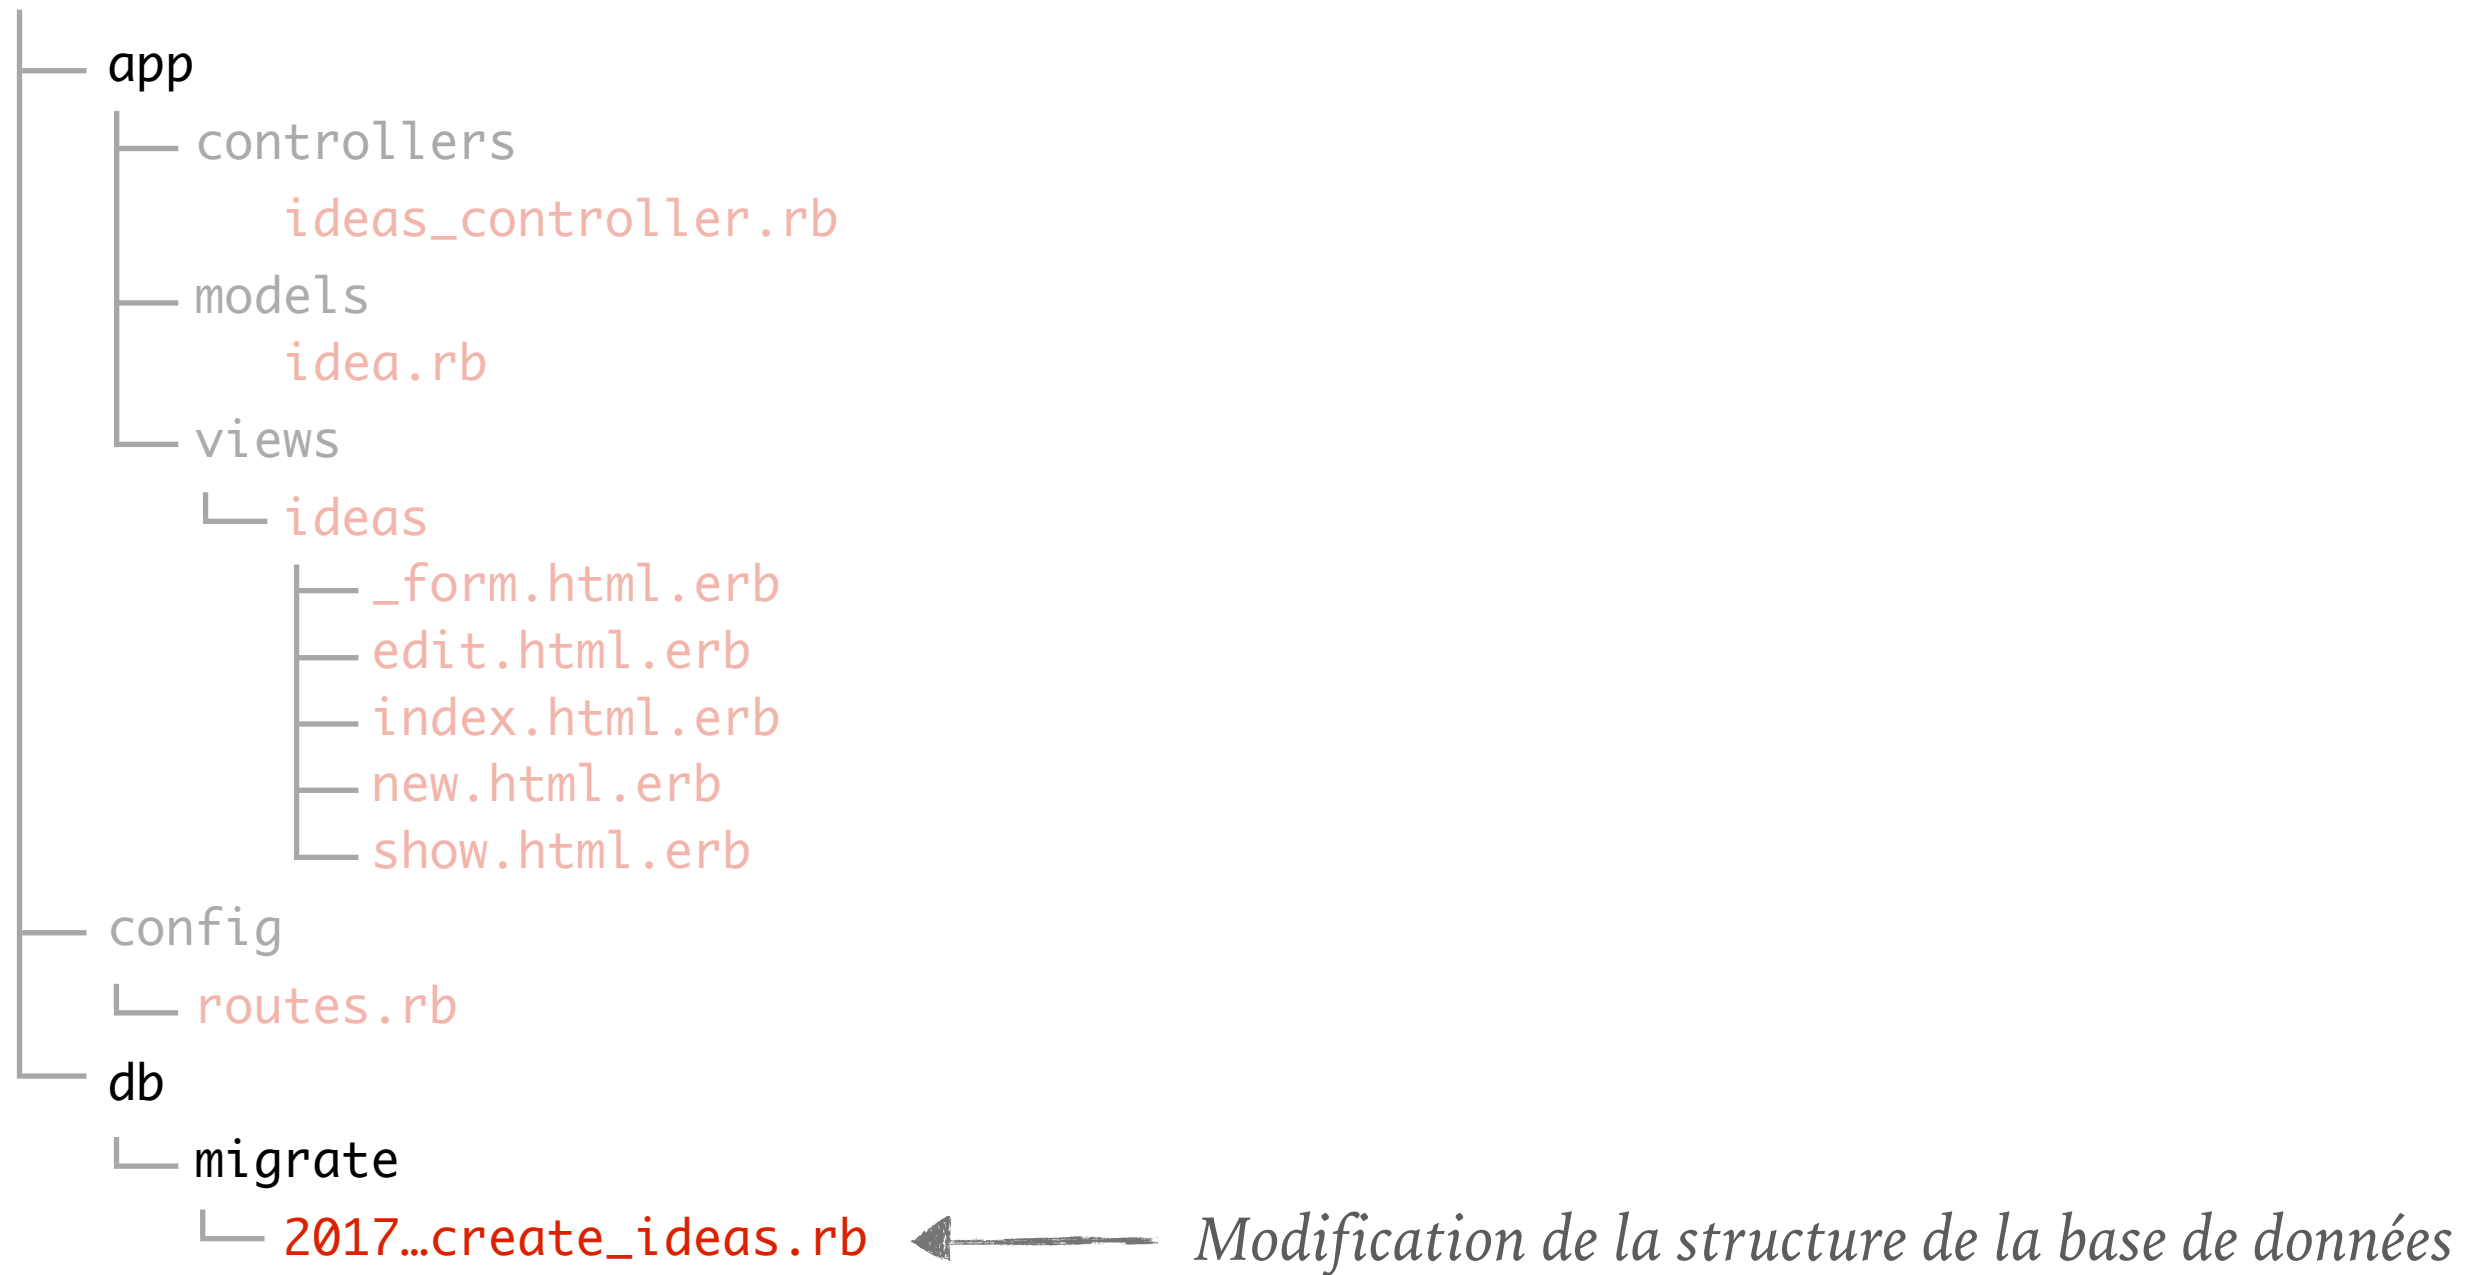 app
controllers
ideas_controller.rb
models
idea.rb
views
ideas
_form.html.erb
edit.html.erb
index.html.erb
new.html.erb
show.html.erb
config
routes.rb
db
migrate
2017…create_ideas.rb Modification de la structure de la base de données